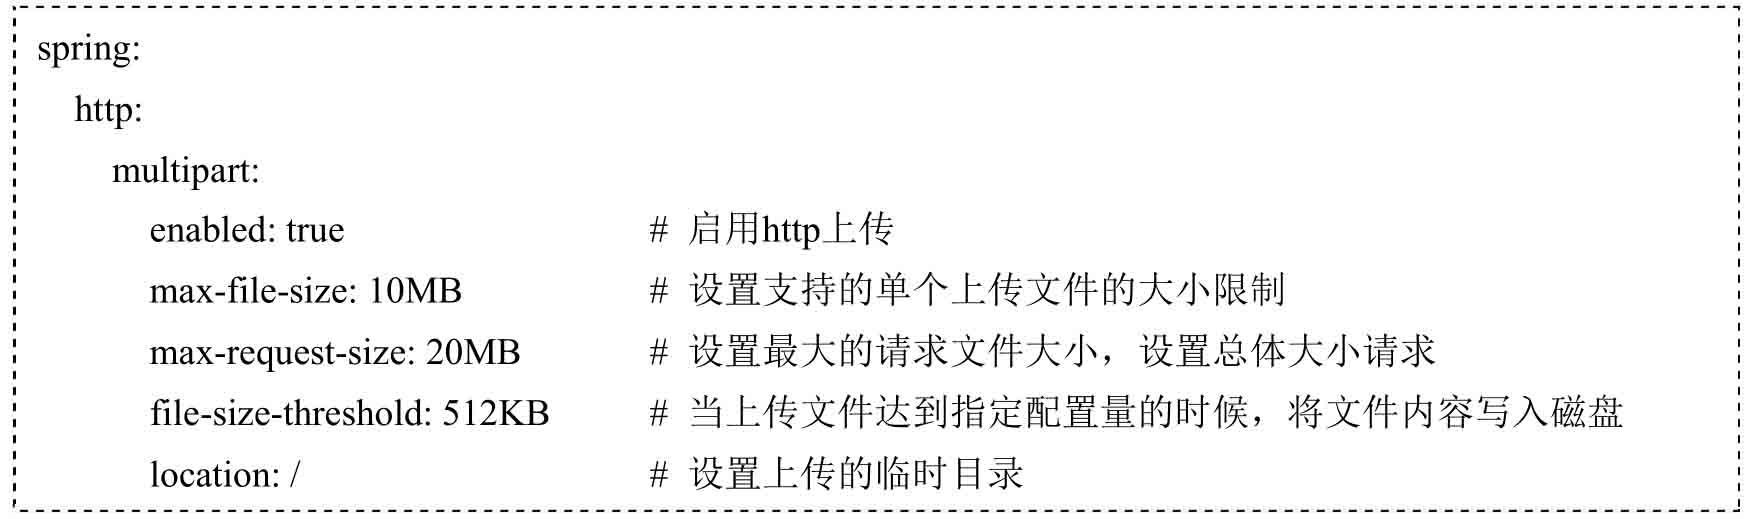 spring:
http:
multipart:
enabled: true # 启用http上传
max-file-size: 10MB # 设置支持的单个上传文件的大小限制
max-request-size: 20MB # 设置最大的请求文件大小，设置总体大小请求
file-size-threshold: 512KB # 当上传文件达到指定配置量的时候，将文件内容写入磁盘
location: / # 设置上传的临时目录